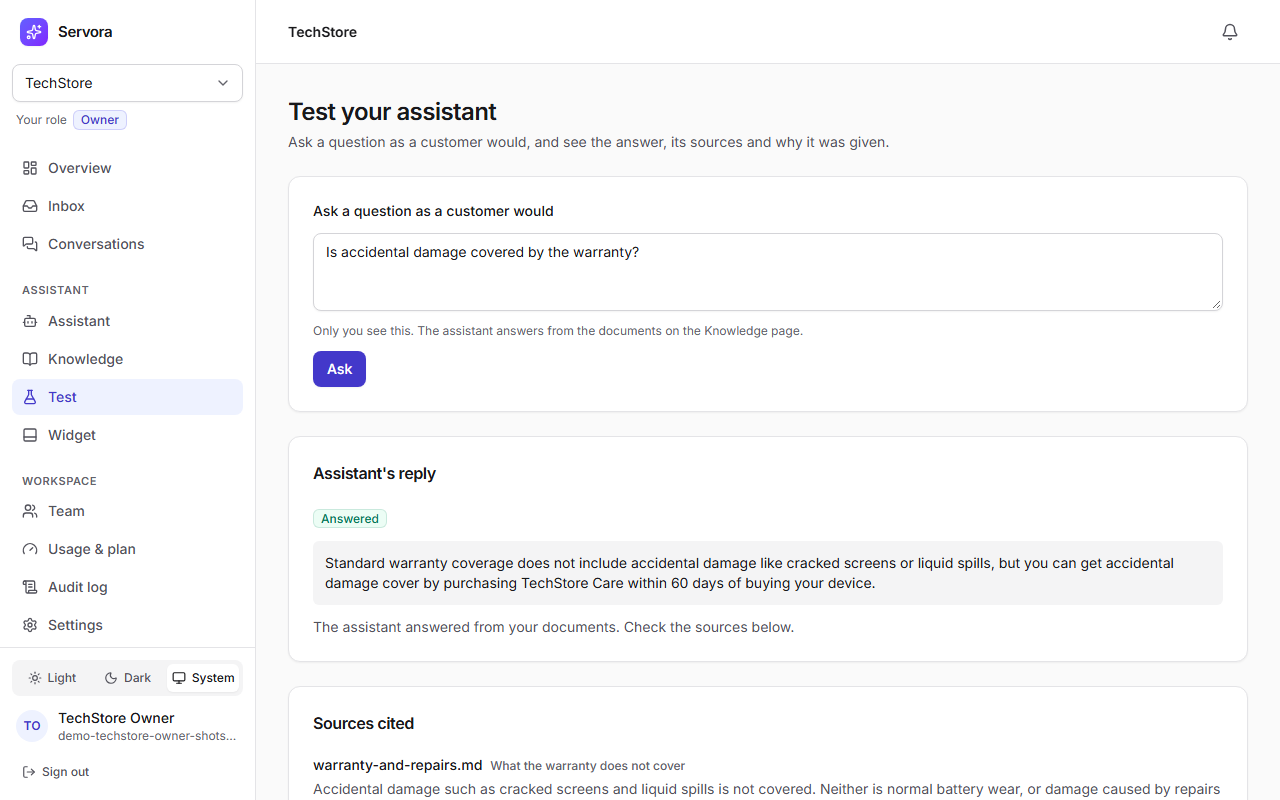 Servora
TechStore
Your role Owner
Overview
Inbox
Conversations
ASSISTANT
Assistant
Knowledge
Test
Widget
WORKSPACE
Team
Usage & plan
Audit log
Settings
Light Dark System
TO
TechStore Owner
demo-techstore-owner-shots...
Sign out
TechStore
Test your assistant
Ask a question as a customer would, and see the answer, its sources and why it was given.
Ask a question as a customer would
Is accidental damage covered by the warranty?
Only you see this. The assistant answers from the documents on the Knowledge page.
Ask
Assistant's reply
Answered
Standard warranty coverage does not include accidental damage like cracked screens or liquid spills, but you can get accidental
damage cover by purchasing TechStore Care within 60 days of buying your device.
The assistant answered from your documents. Check the sources below.
Sources cited
warranty-and-repairs.md What the warranty does not cover
Accidental damage such as cracked screens and liquid spills is not covered. Neither is normal battery wear, or damage caused by repairs